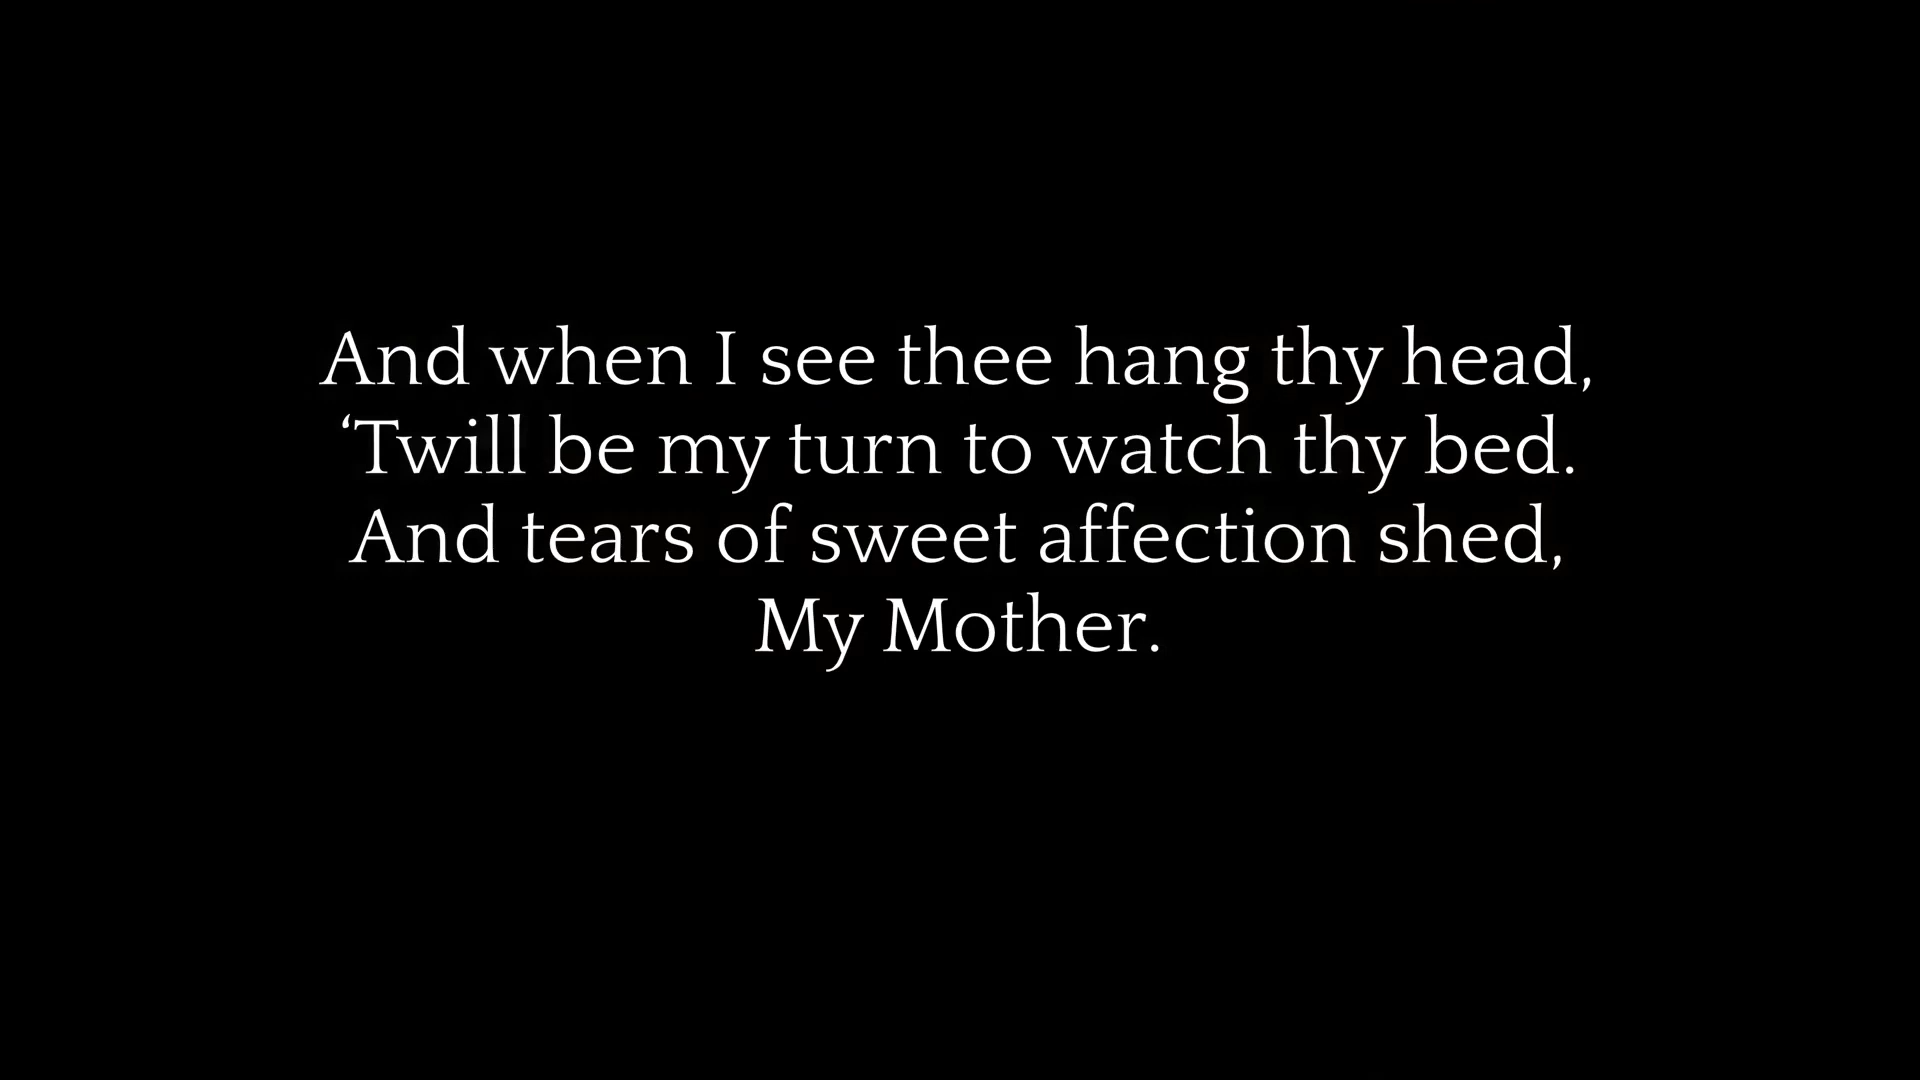 And when I see thee hang thy head,
‘Twill be my turn to watch thy bed.
And tears of sweet affection shed,
My Mother.